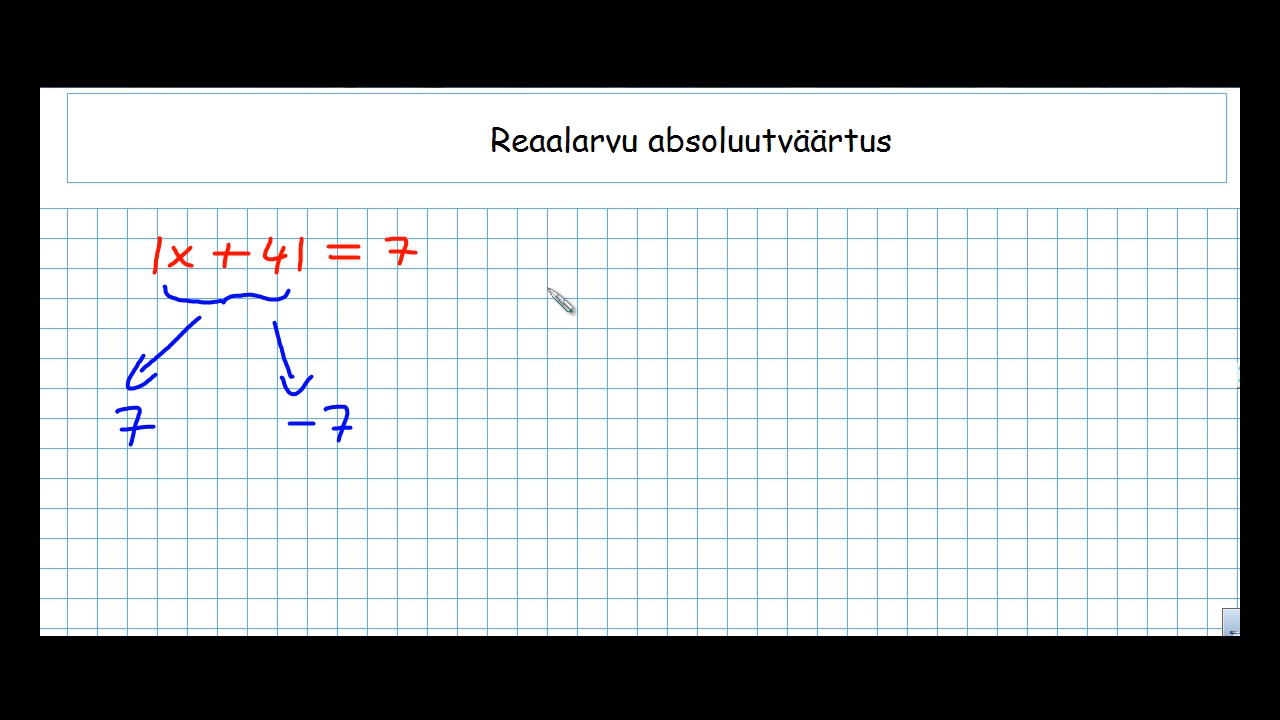 Reaalarvu absoluutväärtus
|x + 4| = 7
7 -7